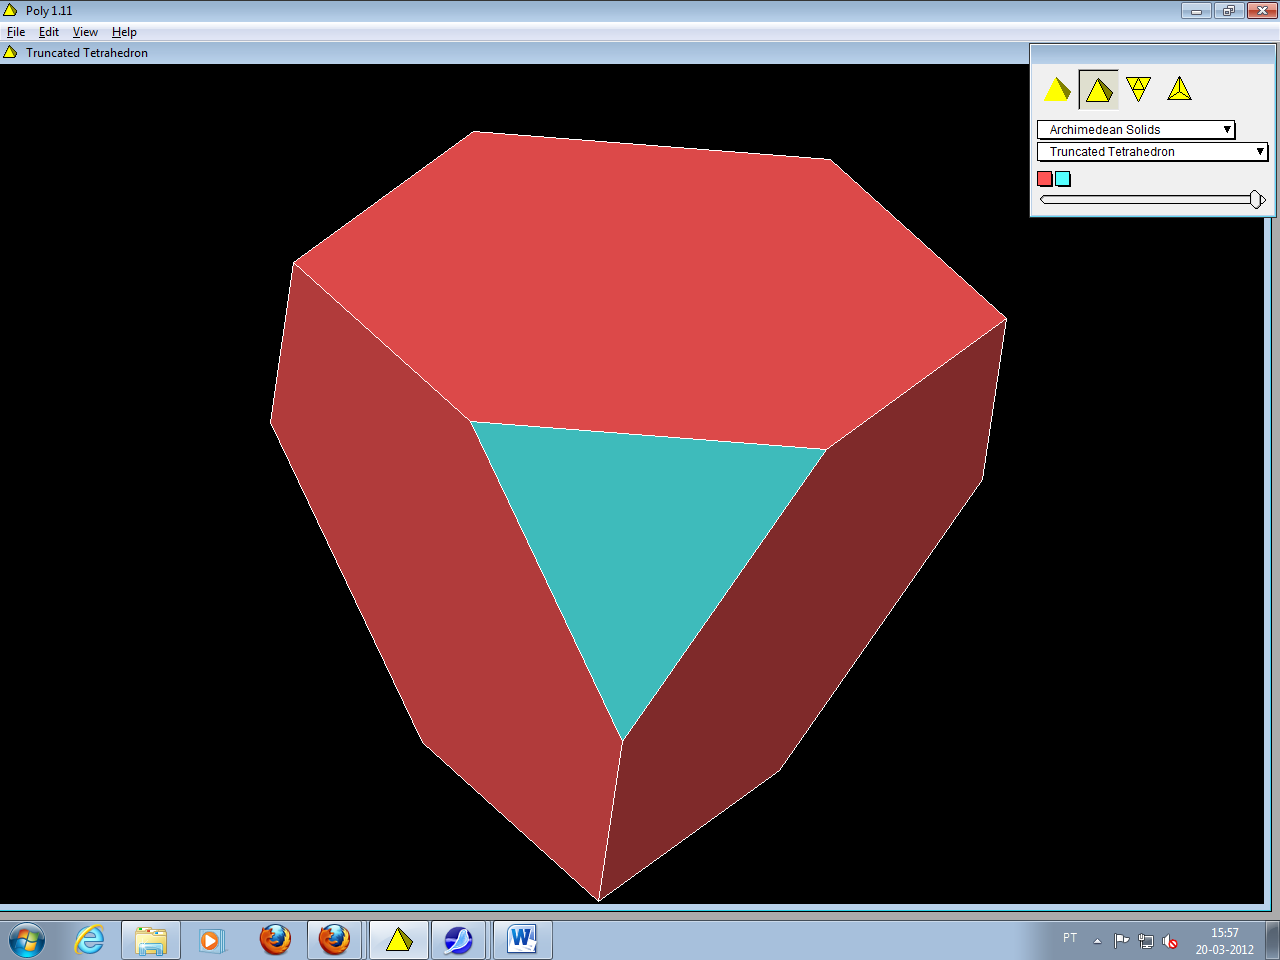 Poly 1.11
File Edit View Help
Truncated Tetrahedron
Archimedean Solids
Truncated Tetrahedron
PT
15:57
20-03-2012